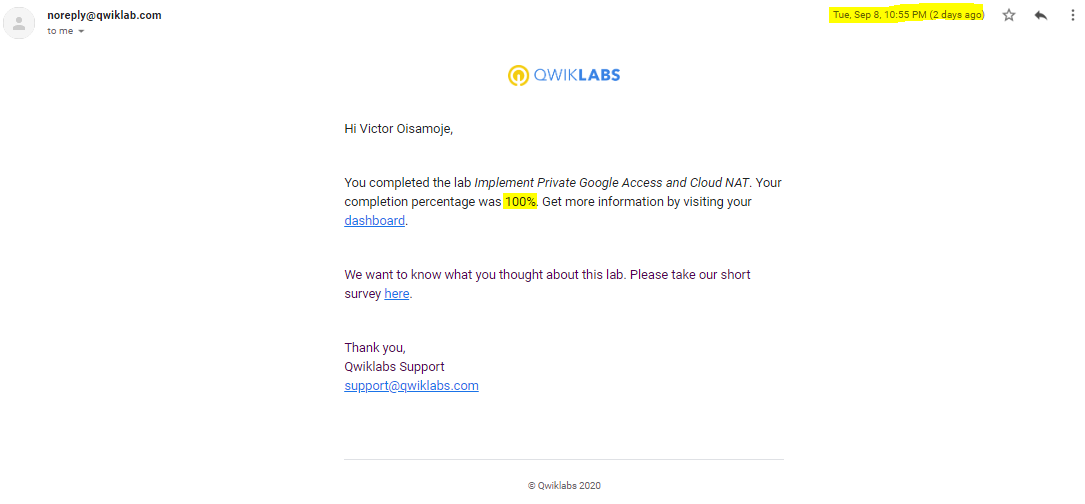 noreply@qwiklab.com
Tue, Sep 8, 10:55 PM (2 days ago)
to me
QWIKLABS
Hi Victor Oisamoje,
You completed the lab Implement Private Google Access and Cloud NAT. Your
completion percentage was 100%. Get more information by visiting your
dashboard.
We want to know what you thought about this lab. Please take our short
survey here.
Thank you,
Qwiklabs Support
support@qwiklabs.com
© Qwiklabs 2020